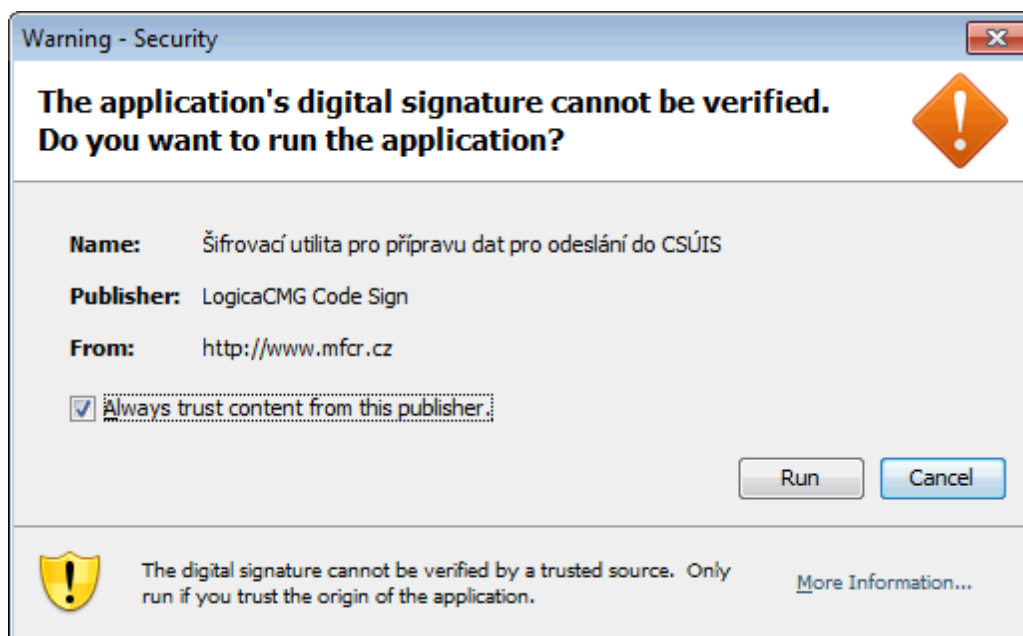 Warning - Security
The application's digital signature cannot be verified.
Do you want to run the application?
Name: Šifrovací utilita pro přípravu dat pro odeslání do CSÚIS
Publisher: LogicaCMG Code Sign
From: http://www.mfcr.cz
Always trust content from this publisher.
Run Cancel
The digital signature cannot be verified by a trusted source. Only
run if you trust the origin of the application.
More Information...